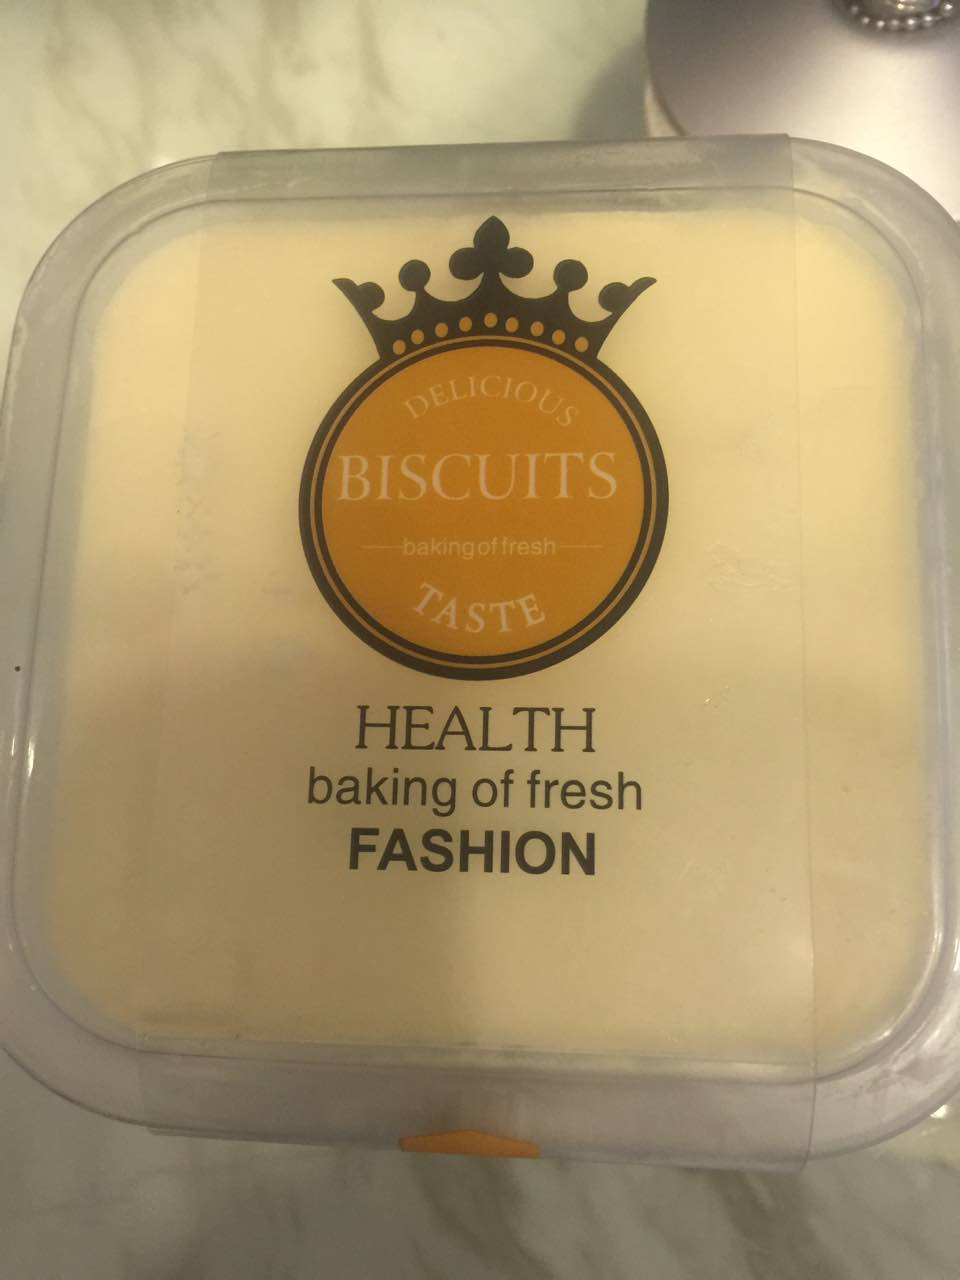 DELICIOUS
BISCUITS
baking of fresh
TASTE
HEALTH
baking of fresh
FASHION